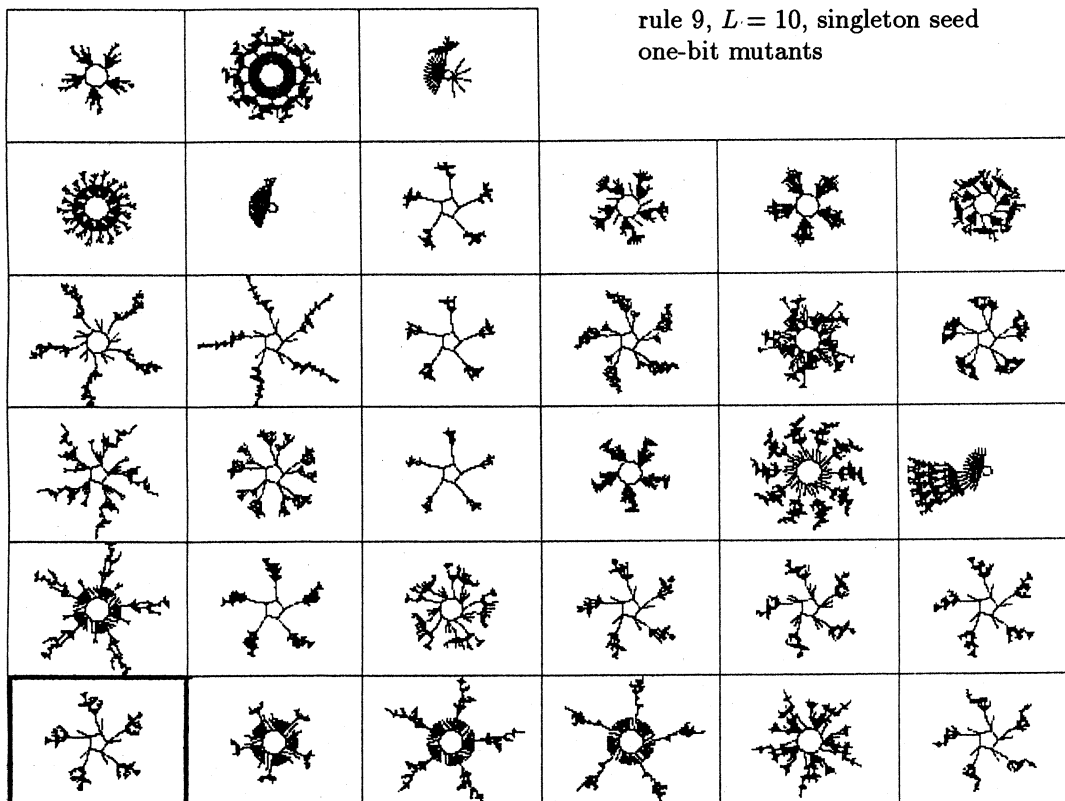 rule 9, L = 10, singleton seed
one-bit mutants